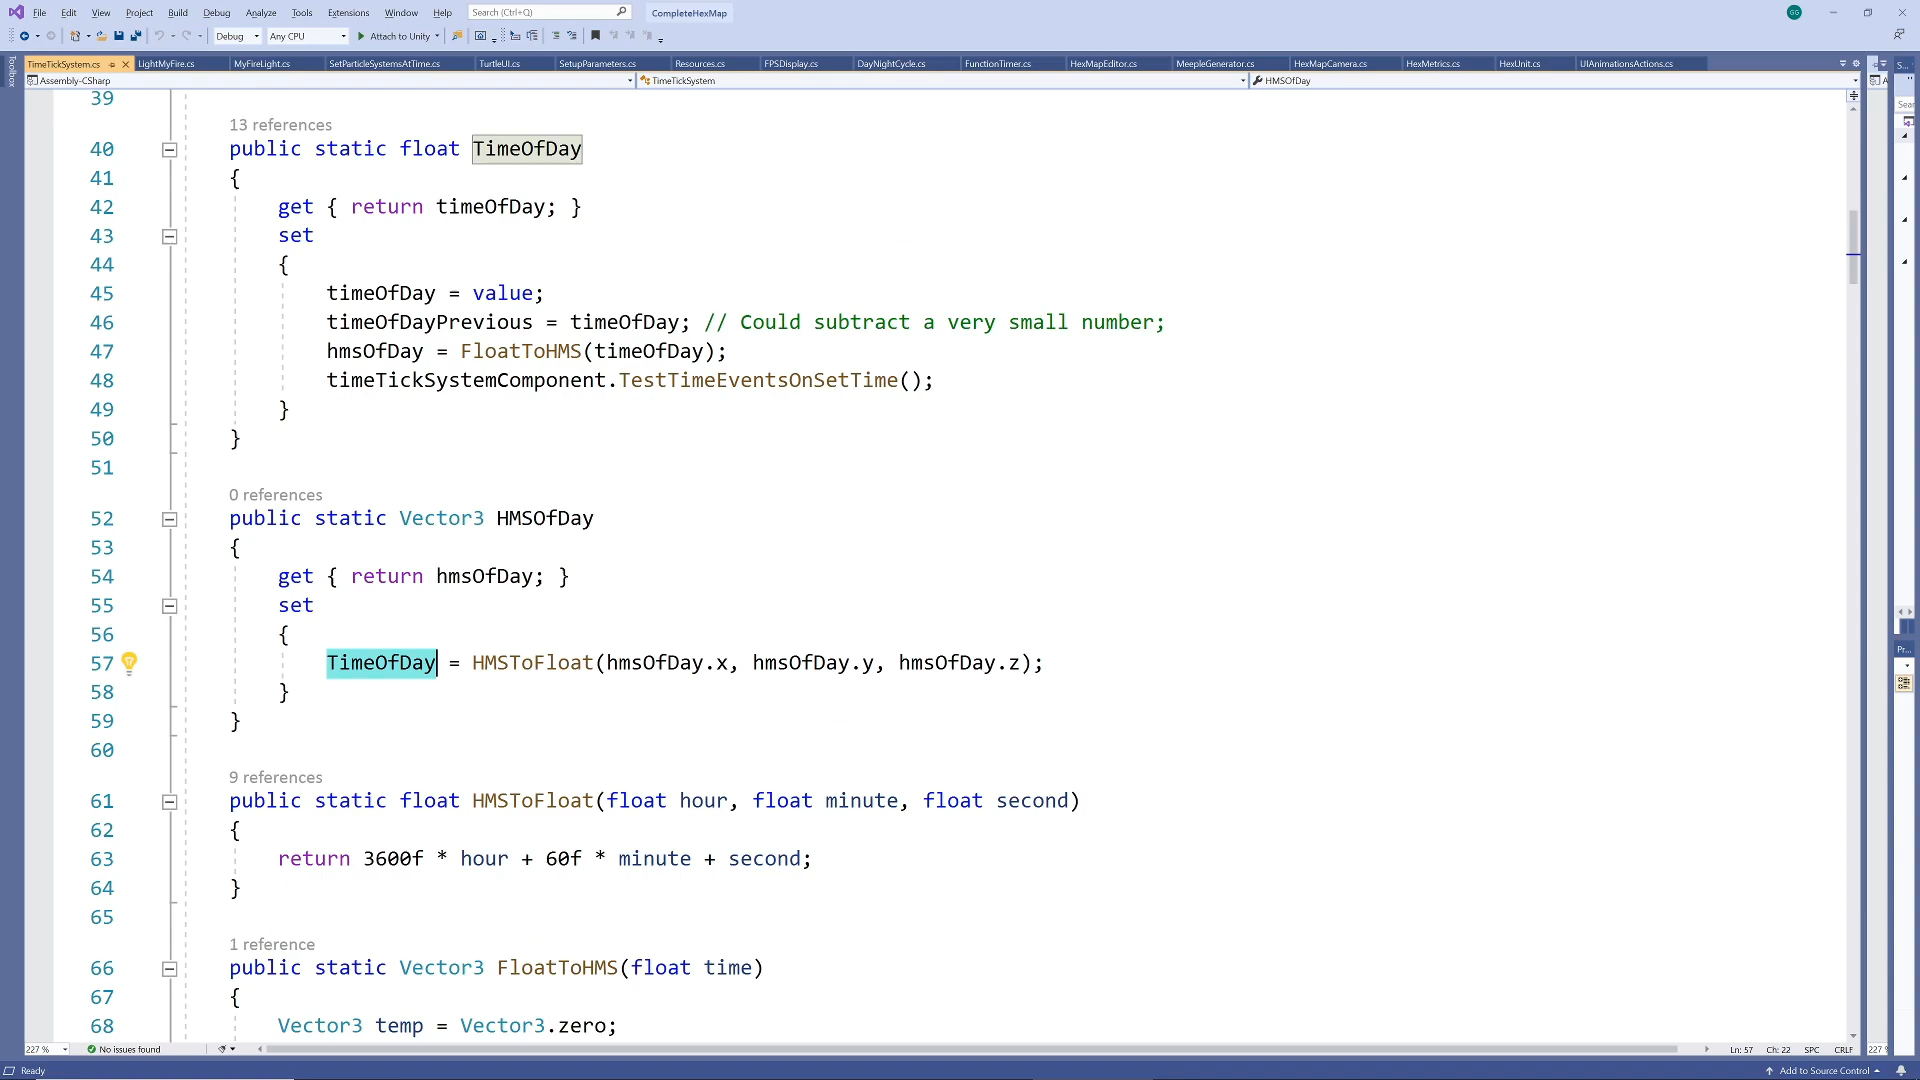 File Edit View Project Build Debug Analyze Tools Extensions Window Help Search (Ctrl+Q) CompleteHexMap GG
Debug Any CPU Attach to Unity
Toolbox
TimeTickSystem.cs LightMyFire.cs MyFireLight.cs SetParticleSystemsAtTime.cs TurtleUI.cs SetupParameters.cs Resources.cs FPSDisplay.cs DayNightCycle.cs FunctionTimer.cs HexMapEditor.cs MeepleGenerator.cs HexMapCamera.cs HexMetrics.cs HexUnit.cs UIAnimationsActions.cs S...
Assembly-CSharp TimeTickSystem HMSOfDay A
Sear
39
13 references
40 public static float TimeOfDay
41 {
42 get { return timeOfDay; }
43 set
44 {
45 timeOfDay = value;
46 timeOfDayPrevious = timeOfDay; // Could subtract a very small number;
47 hmsOfDay = FloatToHMS(timeOfDay);
48 timeTickSystemComponent.TestTimeEventsOnSetTime();
49 }
50 }
51
0 references
52 public static Vector3 HMSOfDay
53 {
54 get { return hmsOfDay; }
55 set
56 {
57 TimeOfDay = HMSToFloat(hmsOfDay.x, hmsOfDay.y, hmsOfDay.z);
58 }
59 }
60
9 references
61 public static float HMSToFloat(float hour, float minute, float second)
62 {
63 return 3600f * hour + 60f * minute + second;
64 }
65
1 reference
66 public static Vector3 FloatToHMS(float time)
67 {
68 Vector3 temp = Vector3.zero;
Pr...
227 % No issues found Ln: 57 Ch: 22 SPC CRLF 227 %
Ready Add to Source Control